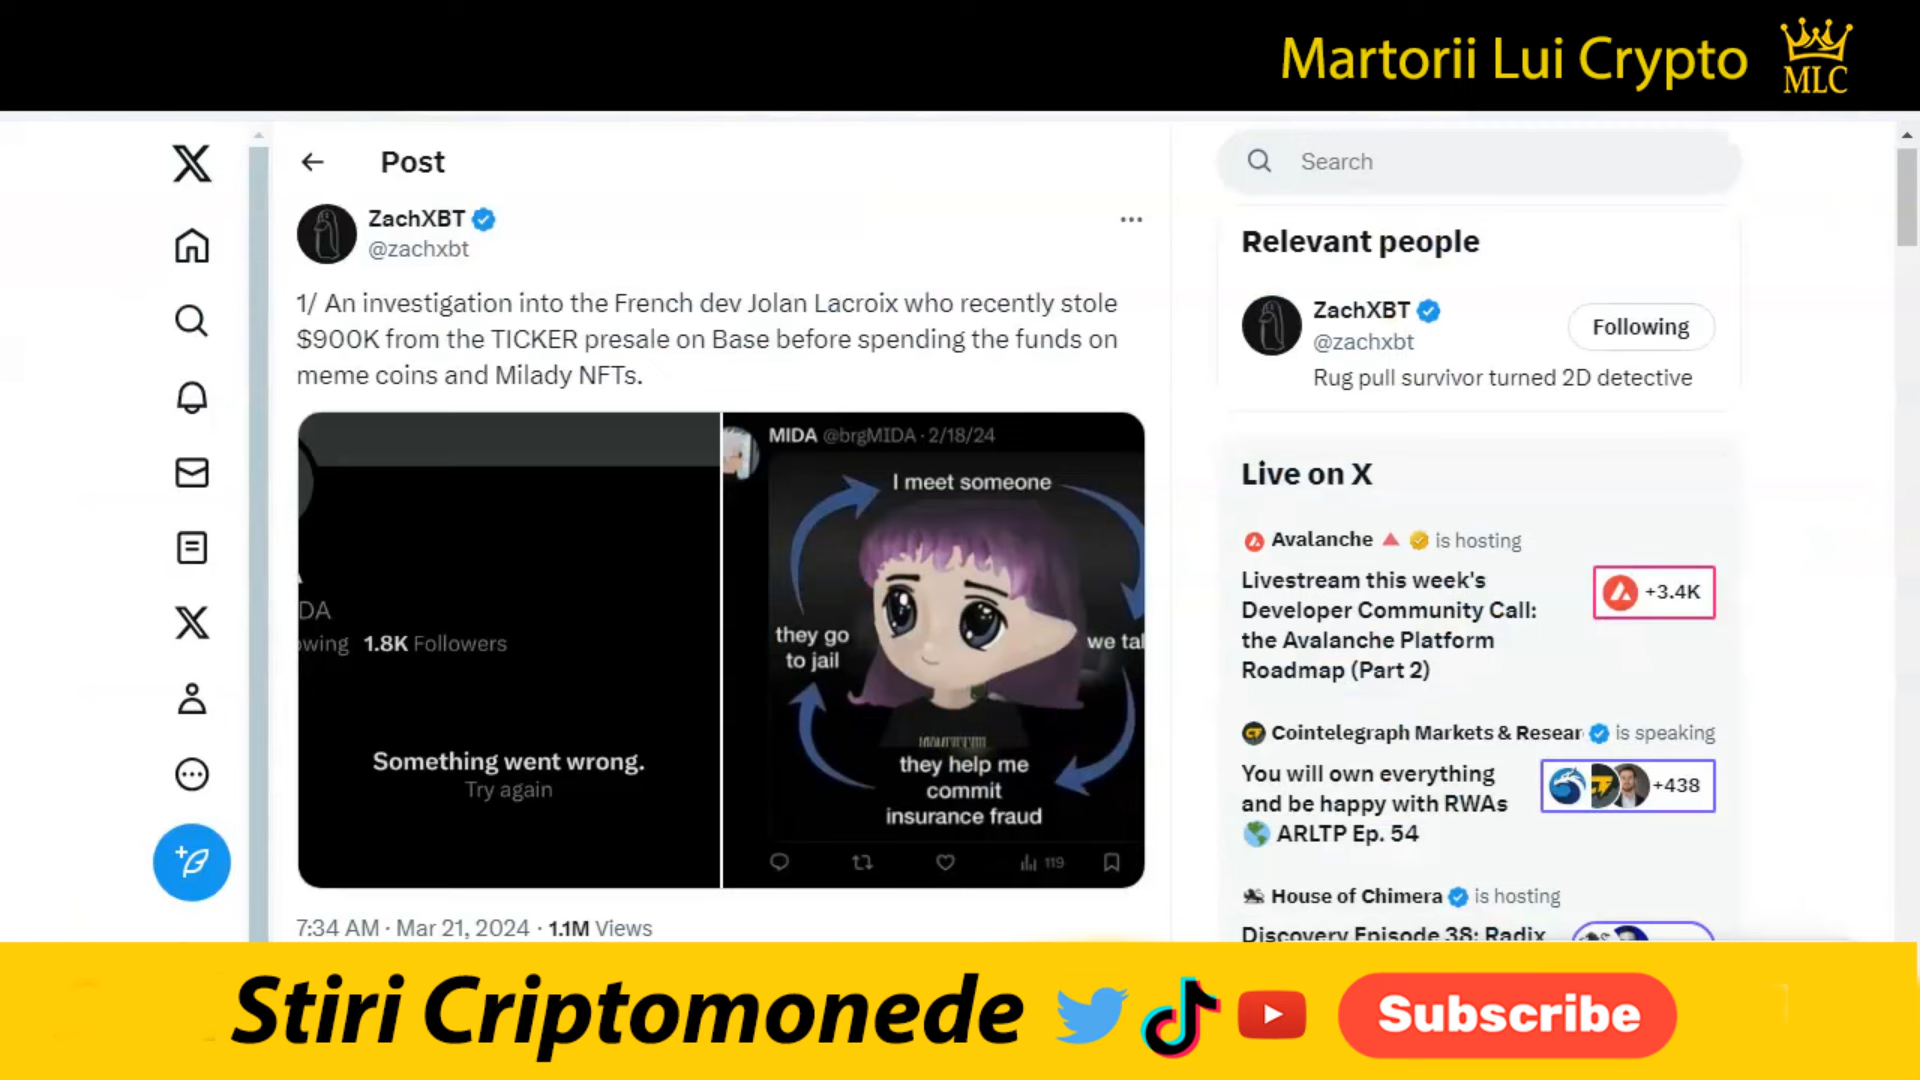 Martorii Lui Crypto
MLC
Post
Search
ZachXBT
@zachxbt
1/ An investigation into the French dev Jolan Lacroix who recently stole
$900K from the TICKER presale on Base before spending the funds on
meme coins and Milady NFTs.
DA
wing 1.8K Followers
Something went wrong.
Try again
MIDA @brgMIDA · 2/18/24
I meet someone
they go
to jail
we tal
they help me
commit
insurance fraud
119
7:34 AM · Mar 21, 2024 · 1.1M Views
Relevant people
ZachXBT
@zachxbt
Following
Rug pull survivor turned 2D detective
Live on X
Avalanche is hosting
Livestream this week's
Developer Community Call:
the Avalanche Platform
Roadmap (Part 2)
+3.4K
Cointelegraph Markets & Resear is speaking
You will own everything
and be happy with RWAs
ARLTP Ep. 54
+438
House of Chimera is hosting
Discovery Episode 38: Radix
Stiri Criptomonede
Subscribe